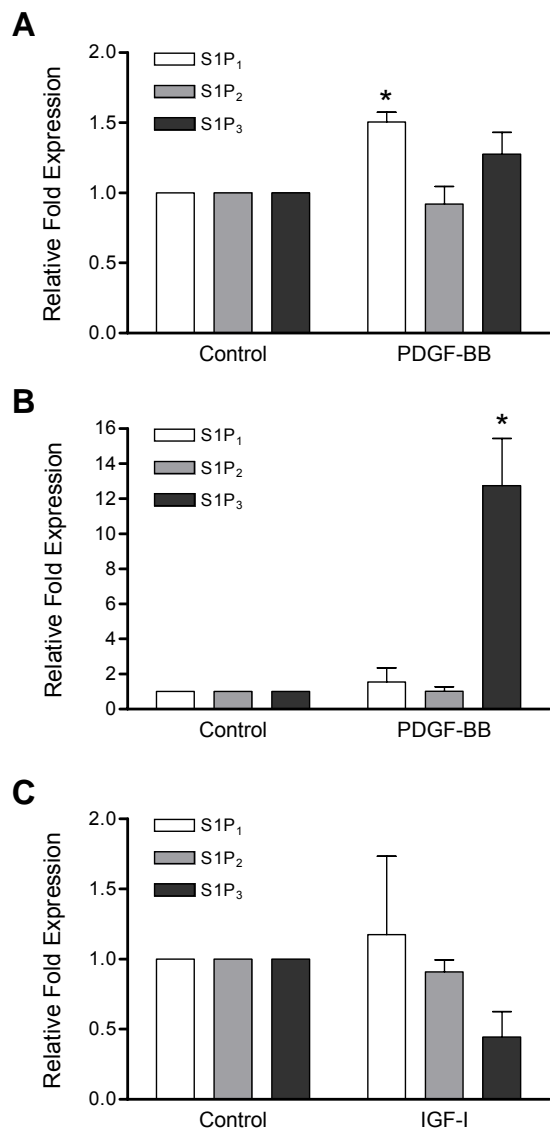 A
Relative Fold Expression
2.0
1.5
1.0
0.5
0.0
S1P₁
S1P₂
S1P₃
*
Control PDGF-BB
B
Relative Fold Expression
16
14
12
10
8
6
4
2
0
S1P₁
S1P₂
S1P₃
*
Control PDGF-BB
C
Relative Fold Expression
2.0
1.5
1.0
0.5
0.0
S1P₁
S1P₂
S1P₃
Control IGF-I